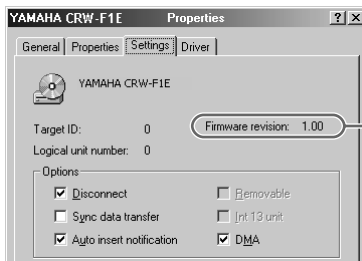 YAMAHA CRW-F1E Properties ? ×
General Properties Settings Driver
YAMAHA CRW-F1E
Target ID: 0 Firmware revision: 1.00
Logical unit number: 0
Options
Disconnect Removable
Sync data transfer Int 13 unit
Auto insert notification DMA